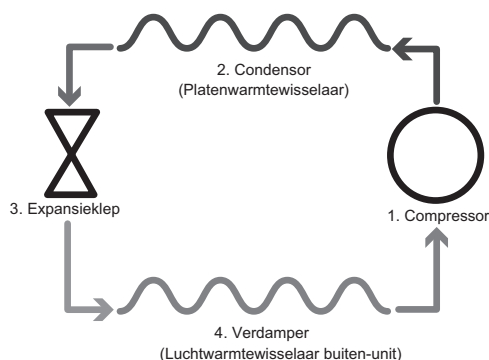 2. Condensor
(Platenwarmtewisselaar)
3. Expansieklep
1. Compressor
4. Verdamper
(Luchtwarmtewisselaar buiten-unit)